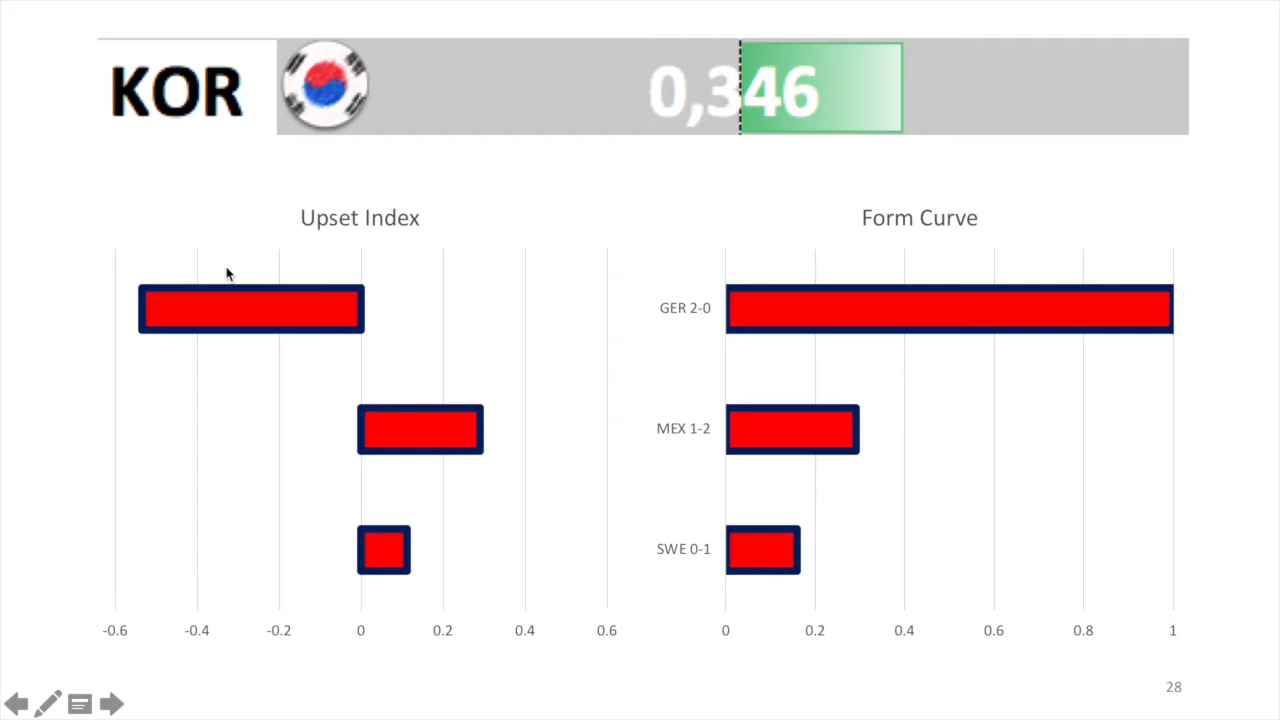 KOR 0,346
Upset Index
Form Curve
GER 2-0
MEX 1-2
SWE 0-1
-0.6 -0.4 -0.2 0 0.2 0.4 0.6
0 0.2 0.4 0.6 0.8 1
28